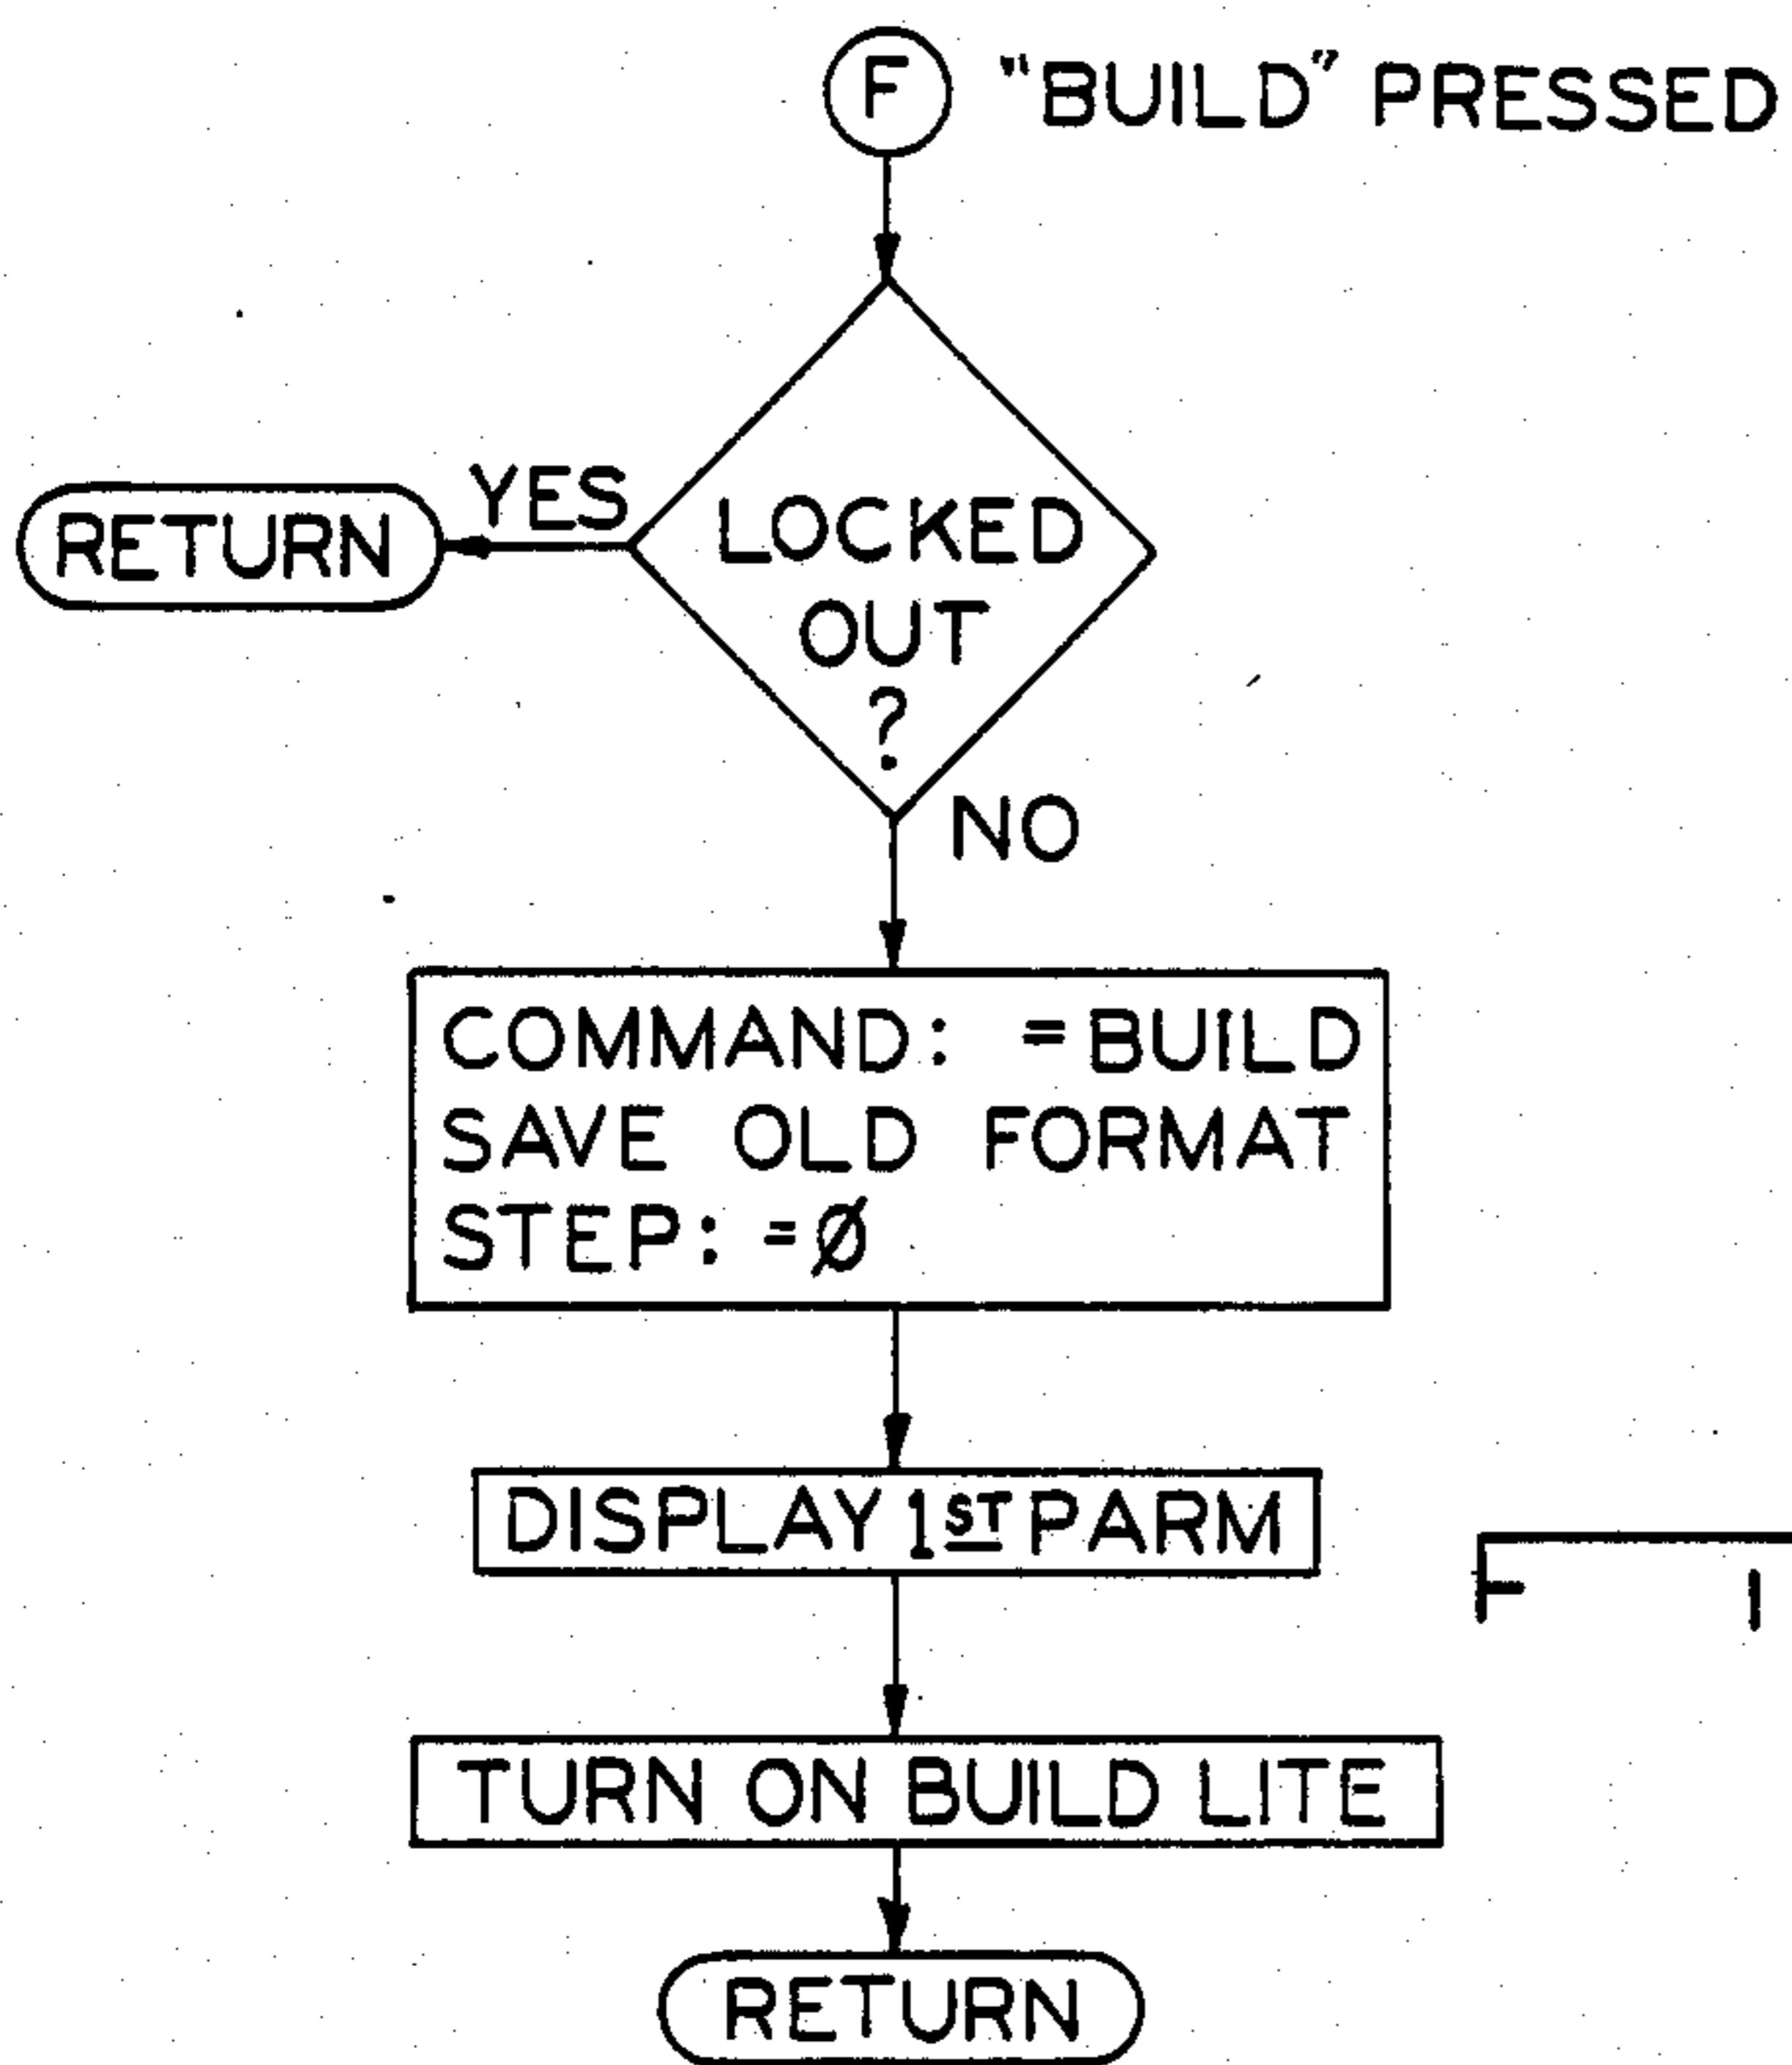 F "BUILD" PRESSED
LOCKED
OUT
?
YES
RETURN
NO
COMMAND: =BUILD
SAVE OLD FORMAT
STEP: =Ø
DISPLAY 1ST PARM
TURN ON BUILD LITE
RETURN